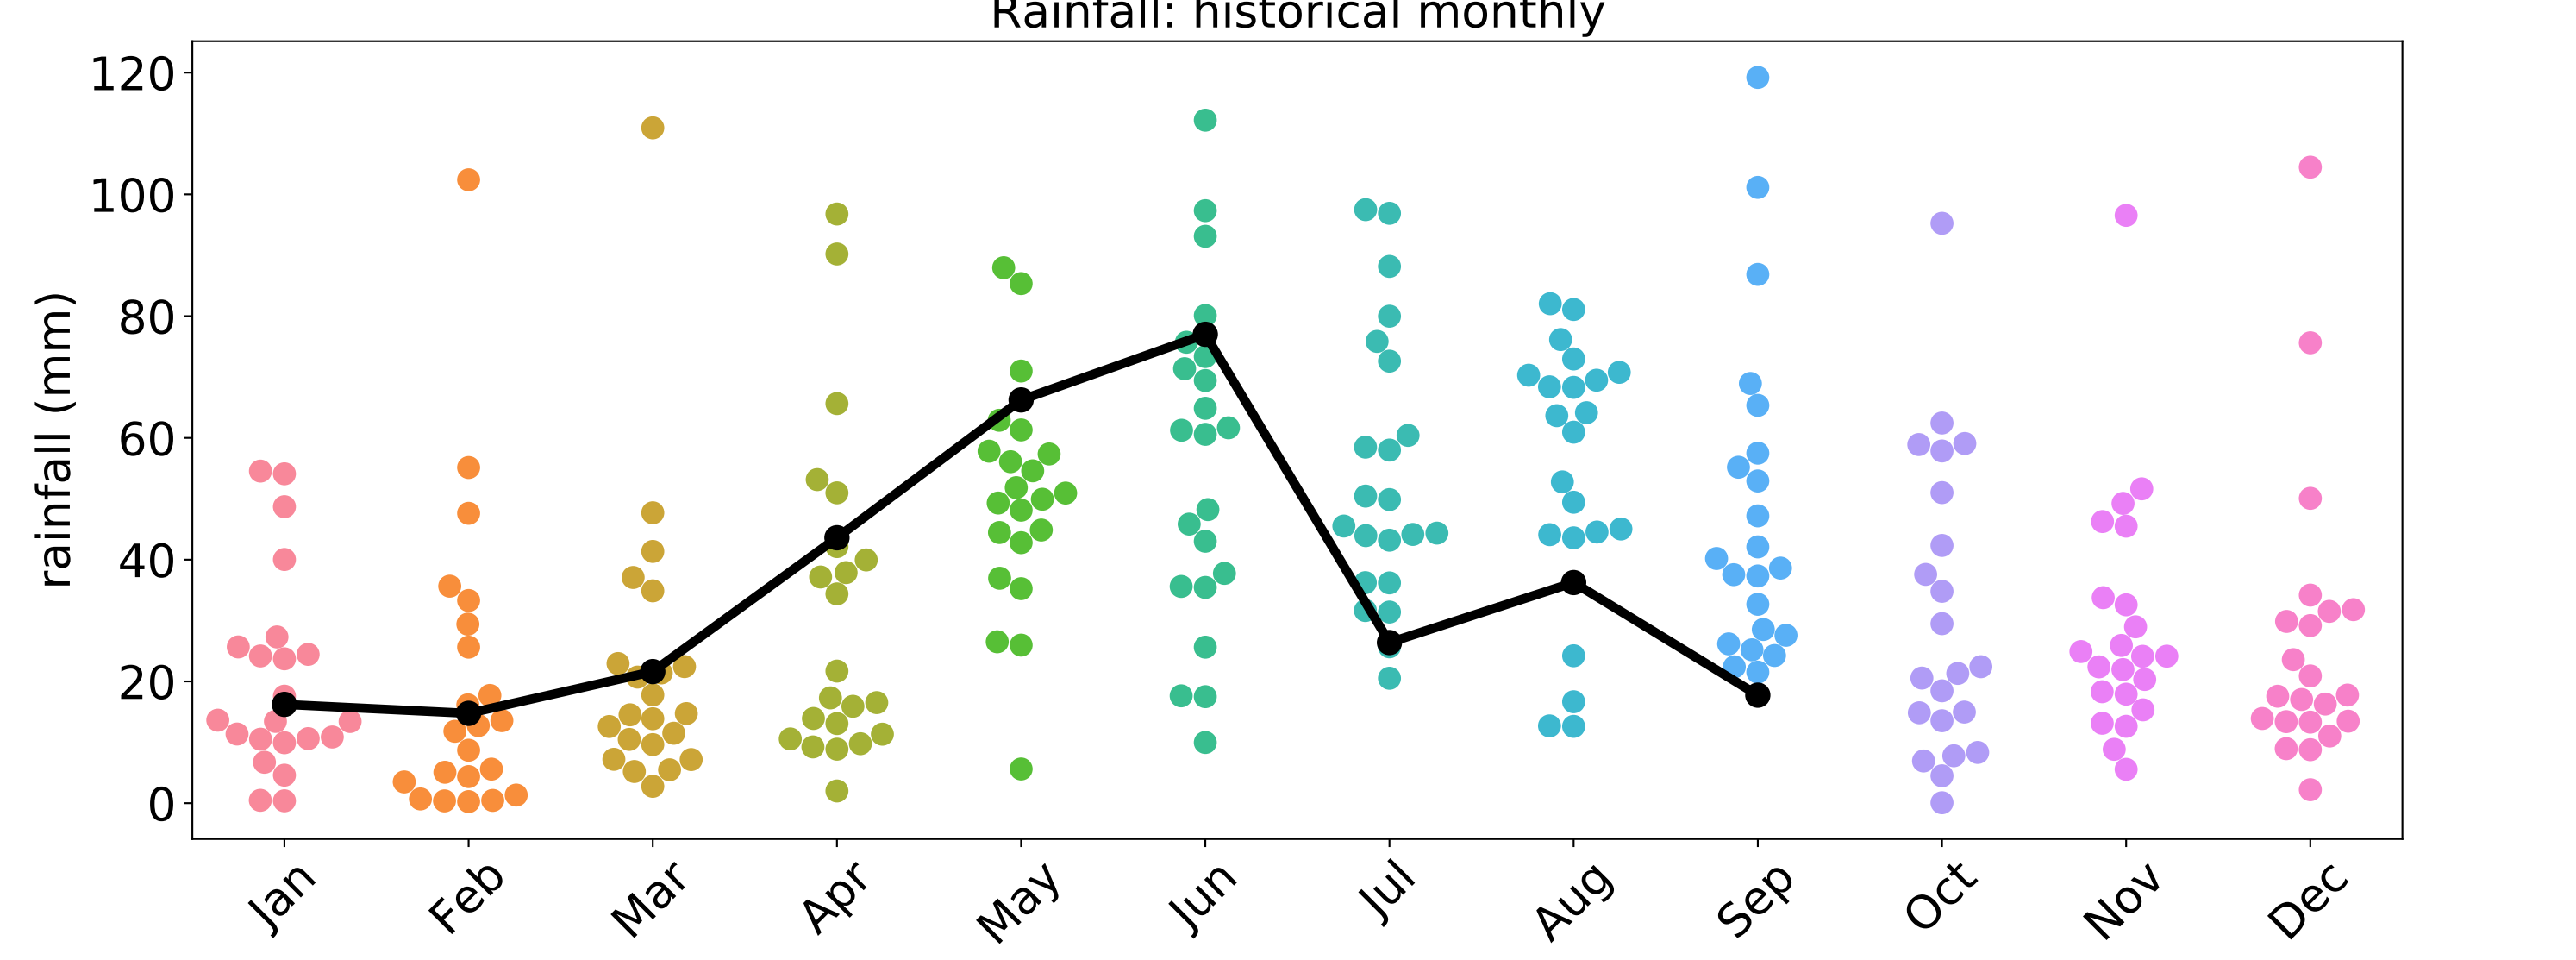 Rainfall: historical monthly
rainfall (mm)
120
100
80
60
40
20
0
Jan
Feb
Mar
Apr
May
Jun
Jul
Aug
Sep
Oct
Nov
Dec